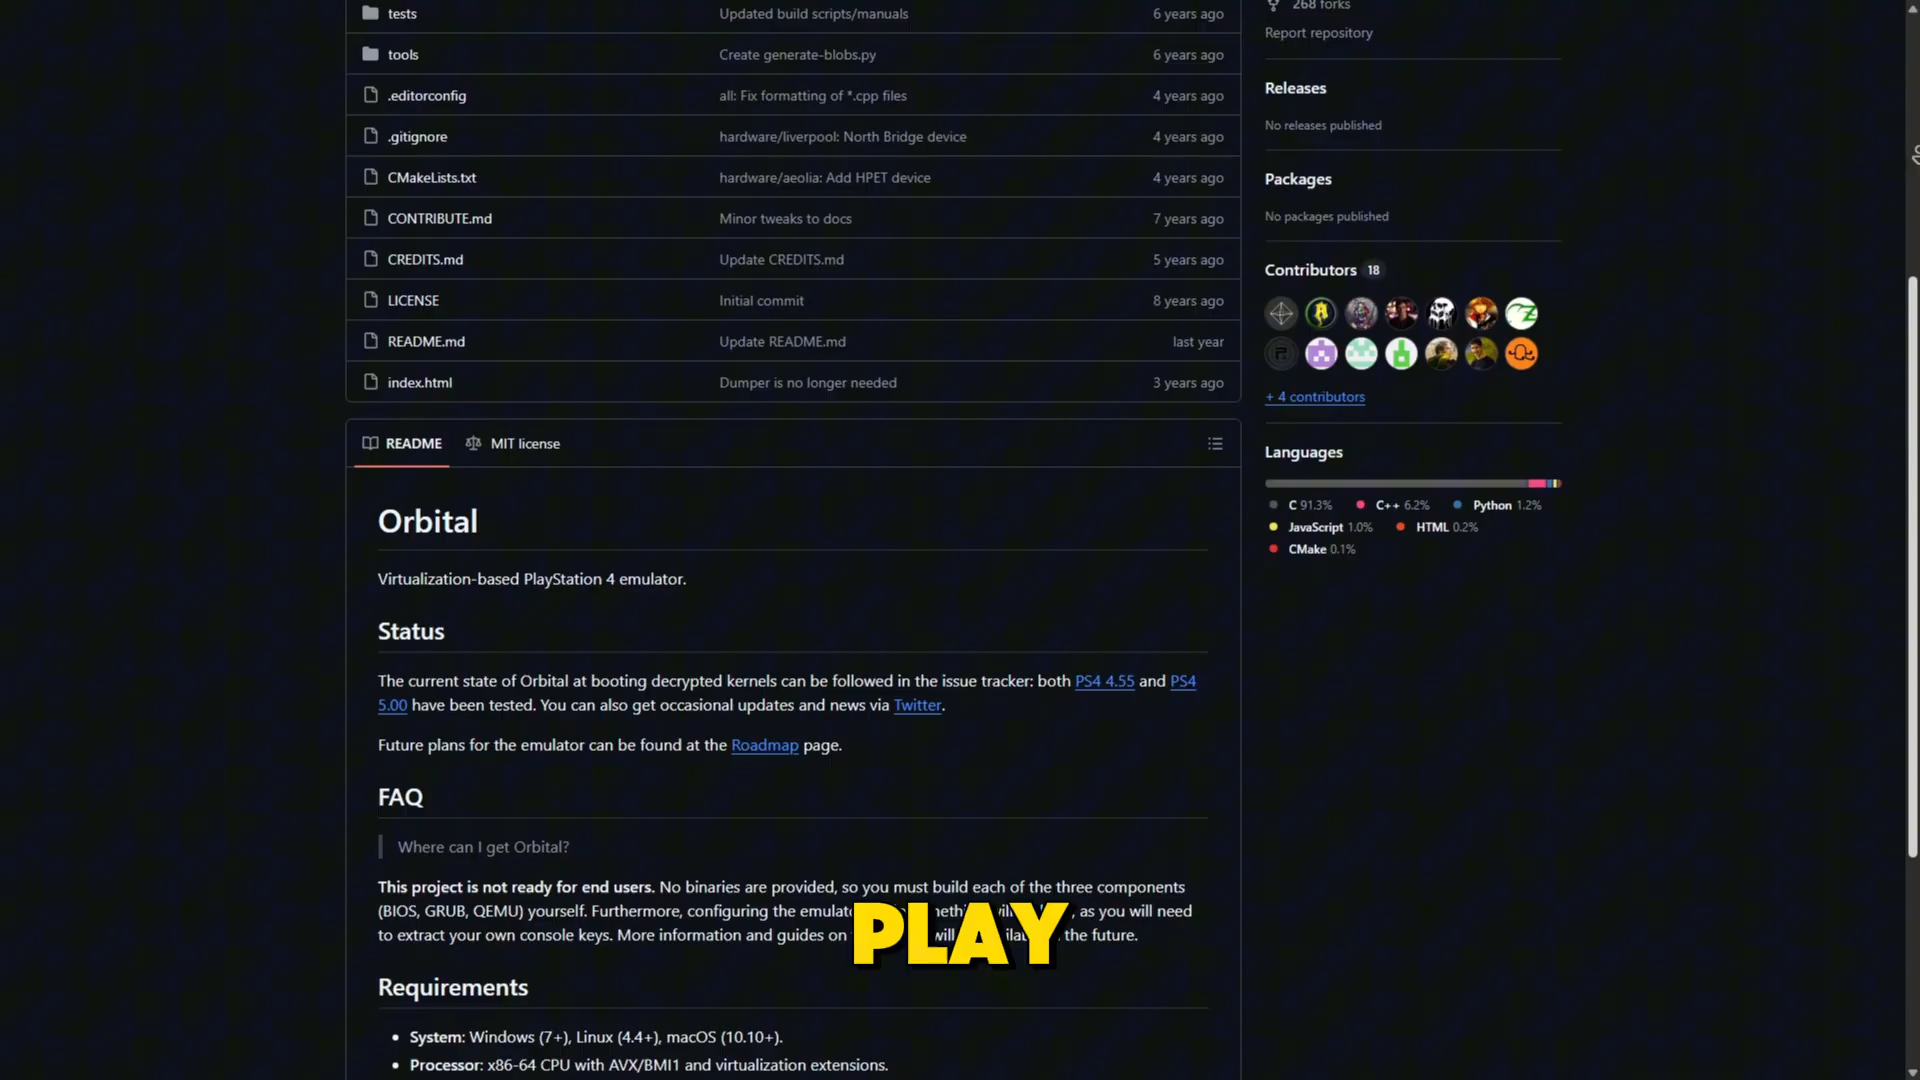 268 forks
tests Updated build scripts/manuals 6 years ago
Report repository
tools Create generate-blobs.py 6 years ago
.editorconfig all: Fix formatting of *.cpp files 4 years ago
Releases
No releases published
.gitignore hardware/liverpool: North Bridge device 4 years ago
CMakeLists.txt hardware/aeolia: Add HPET device 4 years ago
Packages
No packages published
CONTRIBUTE.md Minor tweaks to docs 7 years ago
CREDITS.md Update CREDITS.md 5 years ago
Contributors 18
LICENSE Initial commit 8 years ago
README.md Update README.md last year
index.html Dumper is no longer needed 3 years ago
+ 4 contributors
README MIT license
Languages
C 91.3% C++ 6.2% Python 1.2%
JavaScript 1.0% HTML 0.2%
CMake 0.1%
Orbital
Virtualization-based PlayStation 4 emulator.
Status
The current state of Orbital at booting decrypted kernels can be followed in the issue tracker: both PS4 4.55 and PS4
5.00 have been tested. You can also get occasional updates and news via Twitter.
Future plans for the emulator can be found at the Roadmap page.
FAQ
Where can I get Orbital?
This project is not ready for end users. No binaries are provided, so you must build each of the three components
(BIOS, GRUB, QEMU) yourself. Furthermore, configuring the as you will need
to extract your own console keys. More information and guides on the future.
PLAY
Requirements
System: Windows (7+), Linux (4.4+), macOS (10.10+).
Processor: x86-64 CPU with AVX/BMI1 and virtualization extensions.